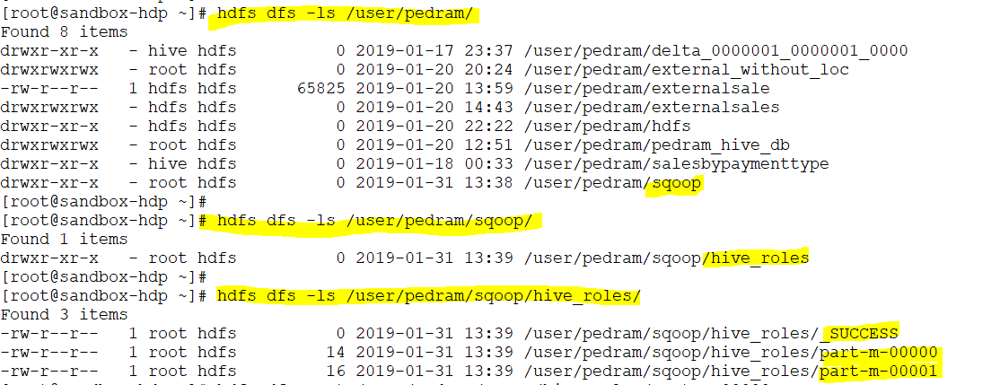 [root@sandbox-hdp ~]# hdfs dfs -ls /user/pedram/
Found 8 items
drwxr-xr-x   - hive hdfs          0 2019-01-17 23:37 /user/pedram/delta_0000001_0000001_0000
drwxrwxrwx   - root hdfs          0 2019-01-20 20:24 /user/pedram/external_without_loc
-rw-r--r--   1 hdfs hdfs      65825 2019-01-20 13:59 /user/pedram/externalsale
drwxrwxrwx   - hdfs hdfs          0 2019-01-20 14:43 /user/pedram/externalsales
drwxr-xr-x   - hdfs hdfs          0 2019-01-20 22:22 /user/pedram/hdfs
drwxrwxrwx   - root hdfs          0 2019-01-20 12:51 /user/pedram/pedram_hive_db
drwxr-xr-x   - hive hdfs          0 2019-01-18 00:33 /user/pedram/salesbypaymenttype
drwxr-xr-x   - root hdfs          0 2019-01-31 13:38 /user/pedram/sqoop
[root@sandbox-hdp ~]#
[root@sandbox-hdp ~]# hdfs dfs -ls /user/pedram/sqoop/
Found 1 items
drwxr-xr-x   - root hdfs          0 2019-01-31 13:39 /user/pedram/sqoop/hive_roles
[root@sandbox-hdp ~]#
[root@sandbox-hdp ~]# hdfs dfs -ls /user/pedram/sqoop/hive_roles/
Found 3 items
-rw-r--r--   1 root hdfs          0 2019-01-31 13:39 /user/pedram/sqoop/hive_roles/_SUCCESS
-rw-r--r--   1 root hdfs         14 2019-01-31 13:39 /user/pedram/sqoop/hive_roles/part-m-00000
-rw-r--r--   1 root hdfs         16 2019-01-31 13:39 /user/pedram/sqoop/hive_roles/part-m-00001